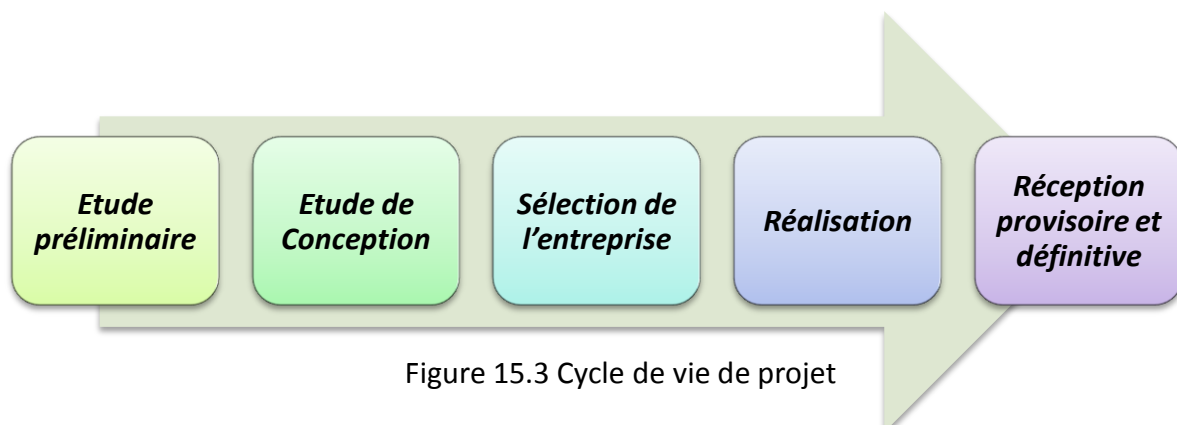 Etude
préliminaire
Etude de
Conception
Sélection de
l’entreprise
Réalisation
Réception
provisoire et
définitive
Figure 15.3 Cycle de vie de projet